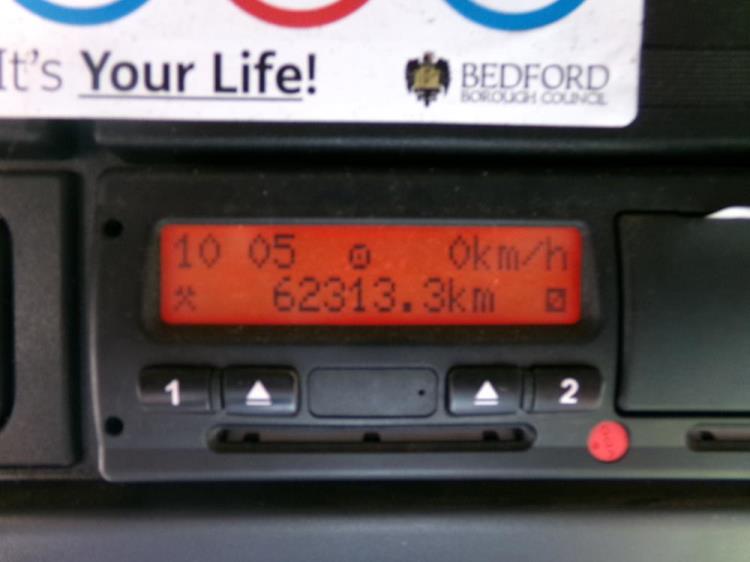 It's Your Life!
BEDFORD
BOROUGH COUNCIL
10 05 0km/h
62313.3km
1
2